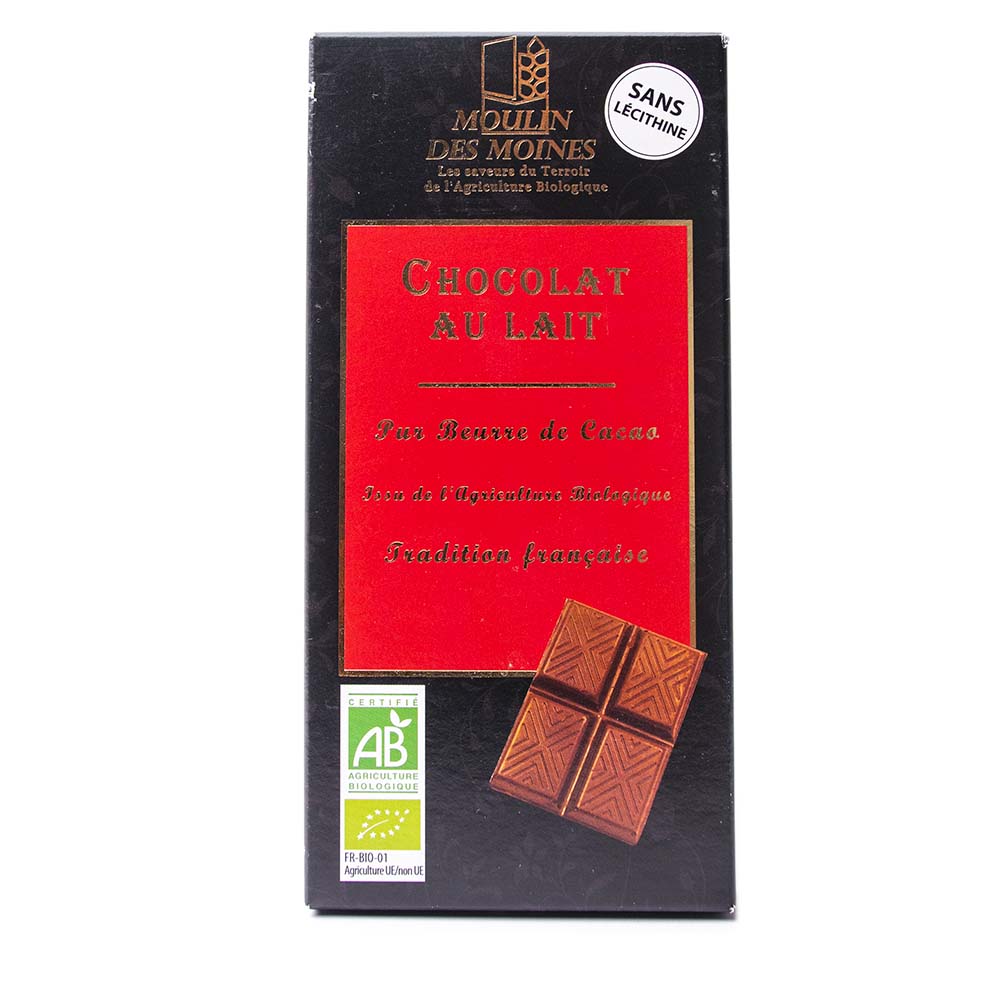 MOULIN
DES MOINES
Les saveurs du Terroir
de l'Agriculture Biologique
SANS
LÉCITHINE
CHOCOLAT
AU LAIT
Pur Beurre de Cacao
Issu de l'Agriculture Biologique
Tradition française
CERTIFIÉ
AB
AGRICULTURE
BIOLOGIQUE
FR-BIO-01
Agriculture UE/non UE